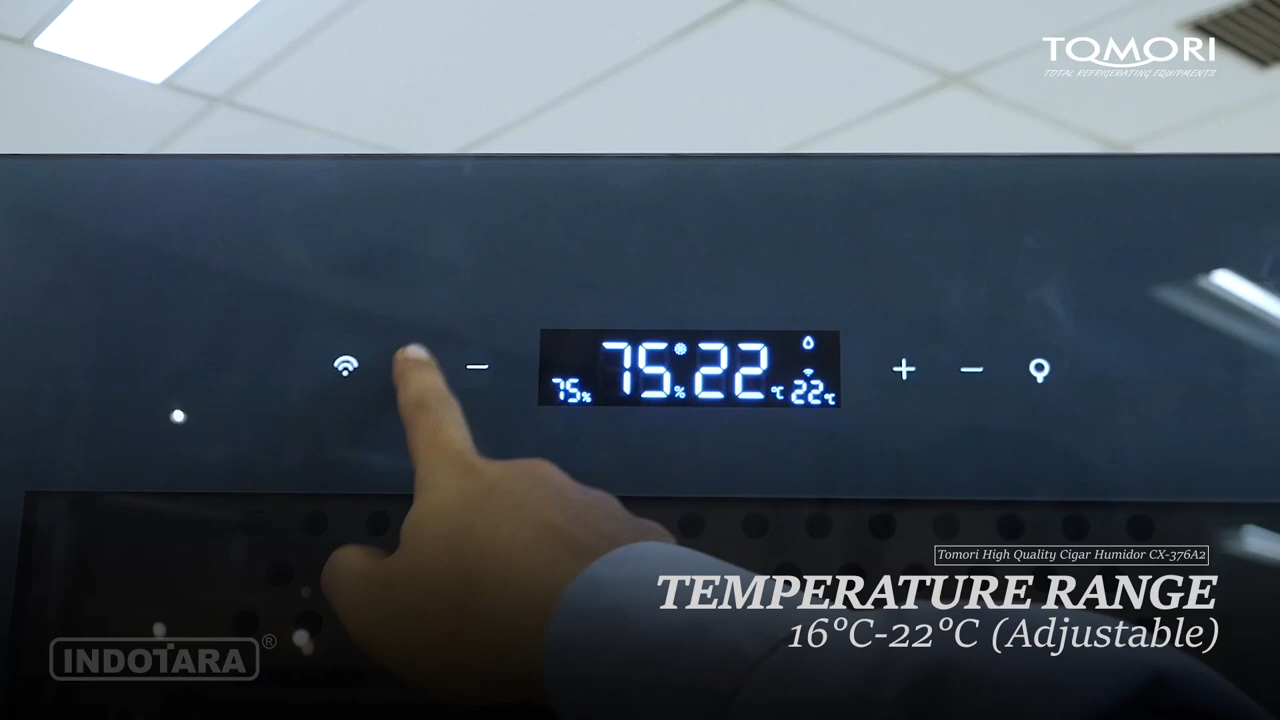 TOMORI
TOTAL REFRIGERATING EQUIPMENTS
75% 75% 22°C 22°C
Tomori High Quality Cigar Humidor CX-376A2
TEMPERATURE RANGE
16°C-22°C (Adjustable)
INDOTARA®